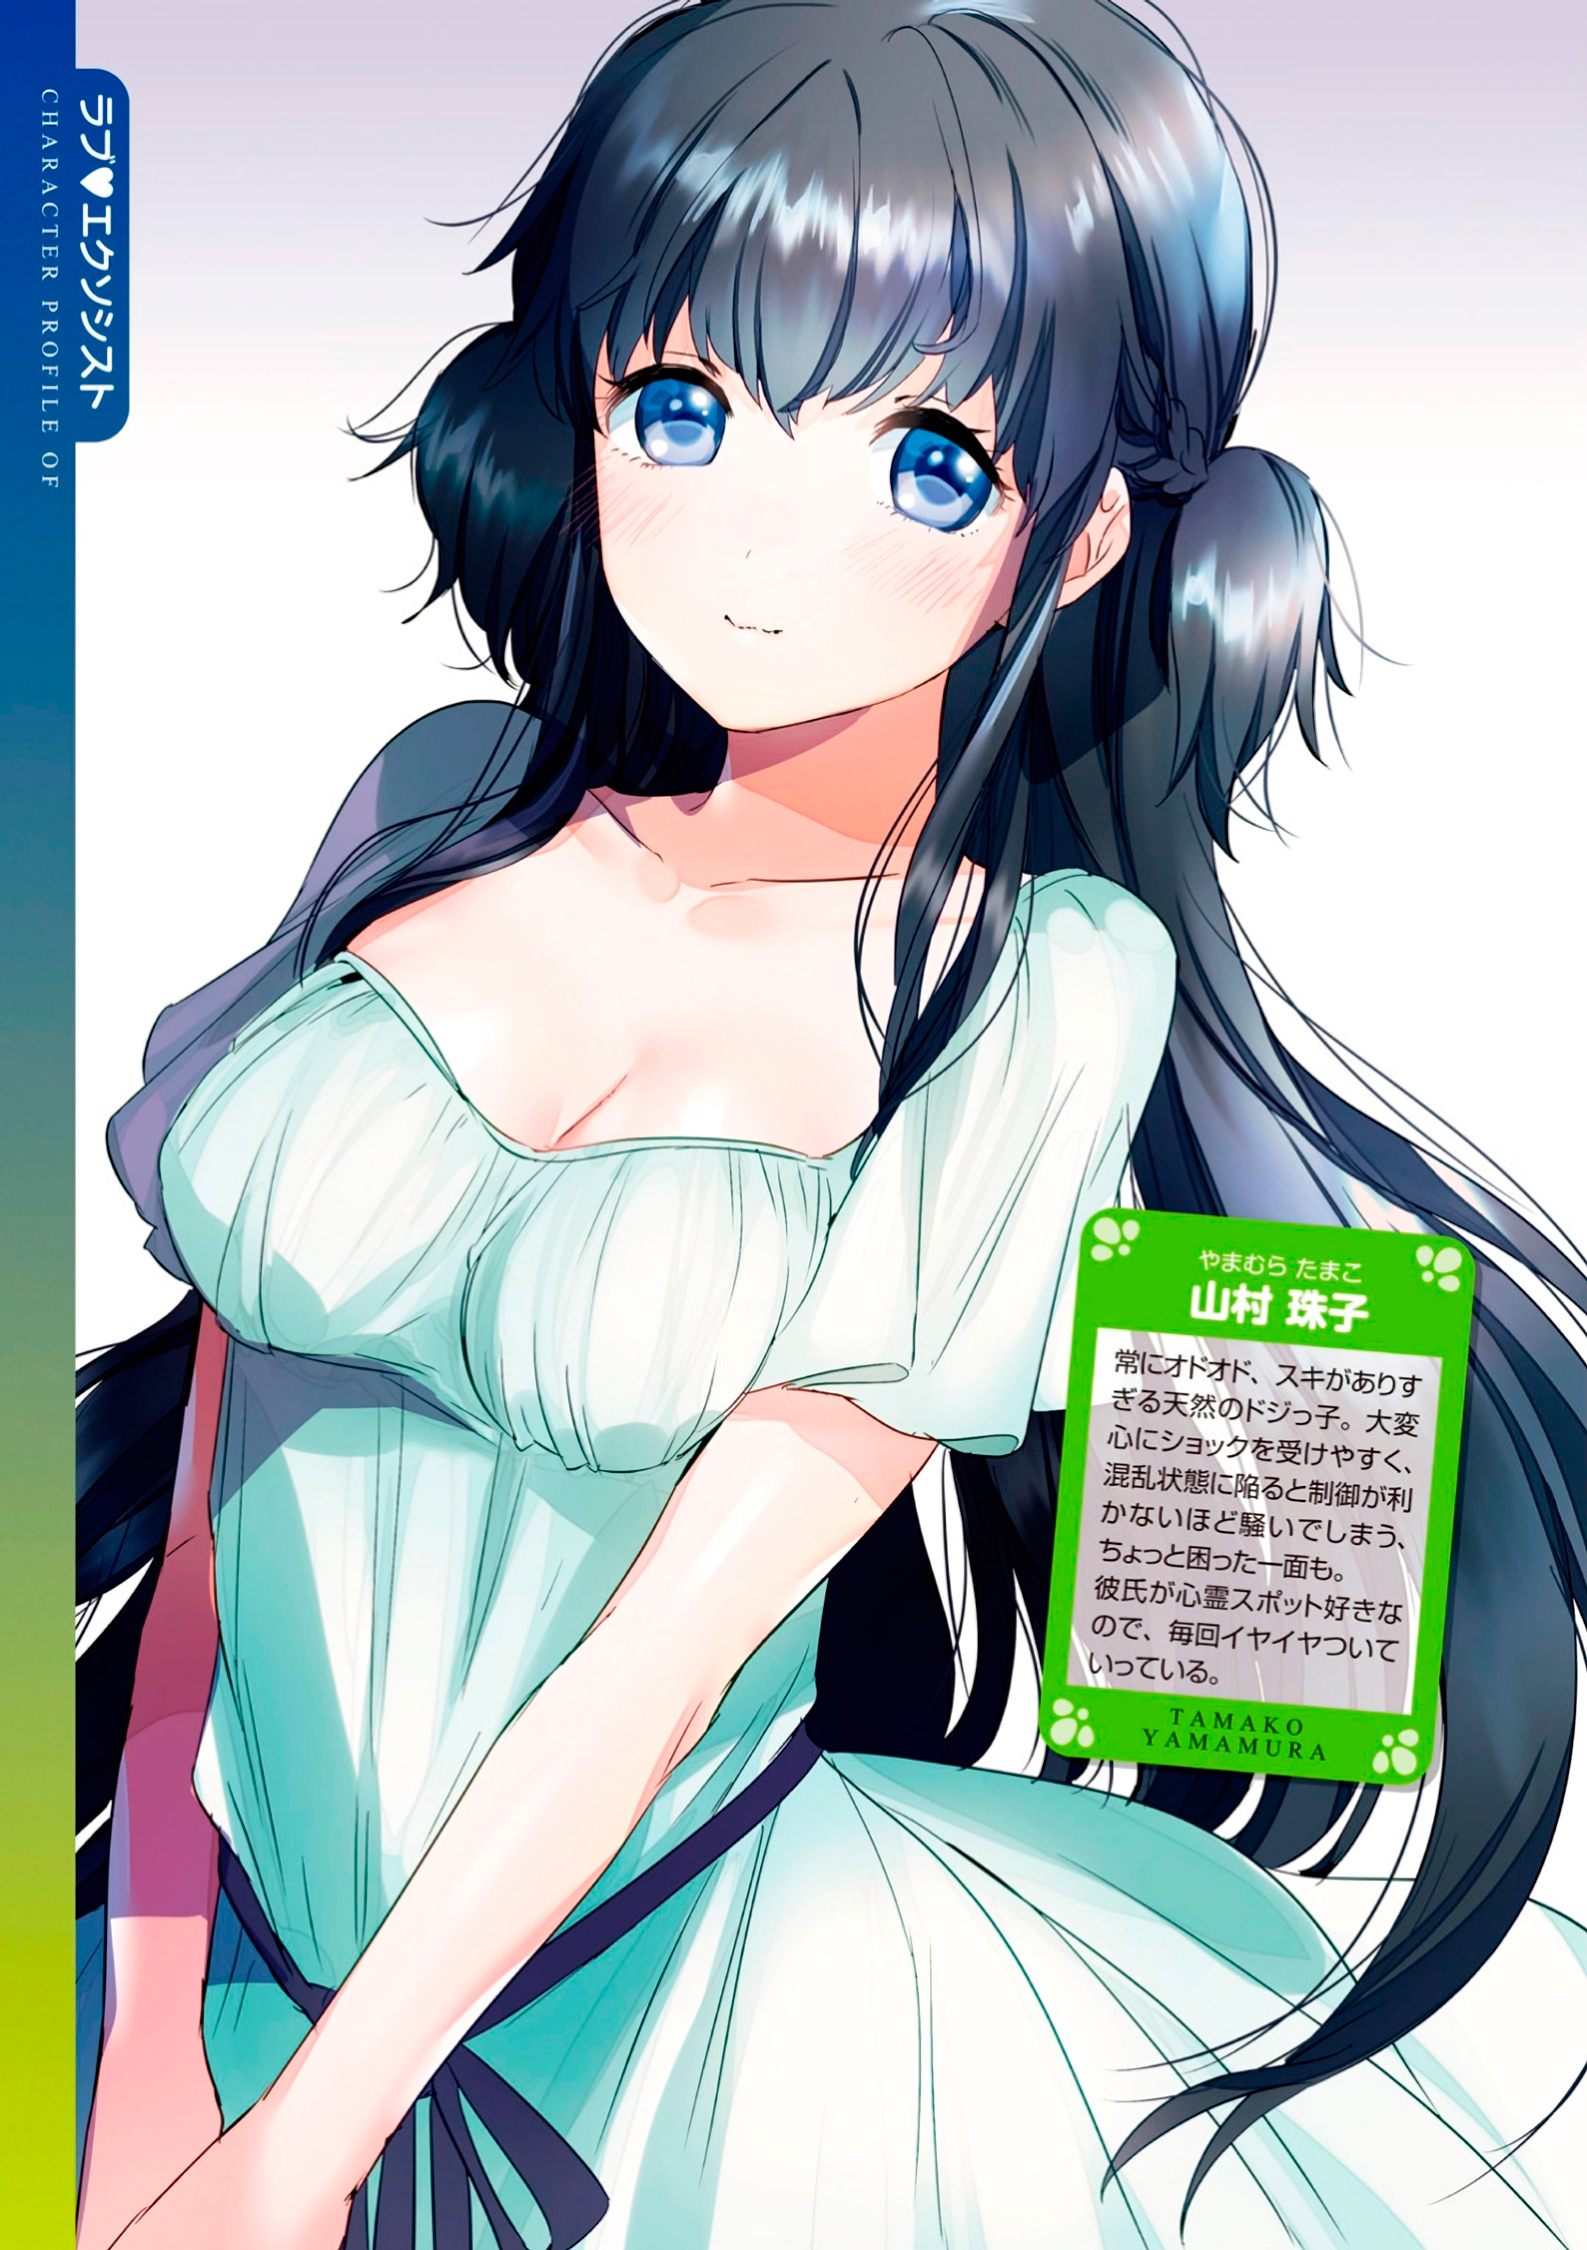 ラブ♥エクソシスト
CHARACTER PROFILE OF
やまむら たまこ
山村 珠子
常にオドオド、スキがありす
ぎる天然のドジっ子。大変
心にショックを受けやすく、
混乱状態に陥ると制御が利
かないほど騒いでしまう、
ちょっと困った一面も。
彼氏が心霊スポット好きな
ので、毎回イヤイヤついて
いっている。
TAMAKO
YAMAMURA